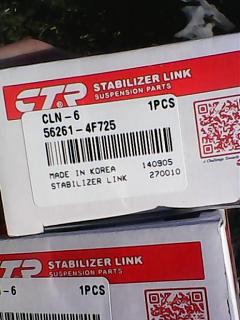 CTR® STABILIZER LINK
SUSPENSION PARTS
CLN-6 1PCS
56261-4F725
MADE IN KOREA 140905
STABILIZER LINK 270010
CTR STABILIZER LINK
SUSPENSION PARTS
-6 1PCS